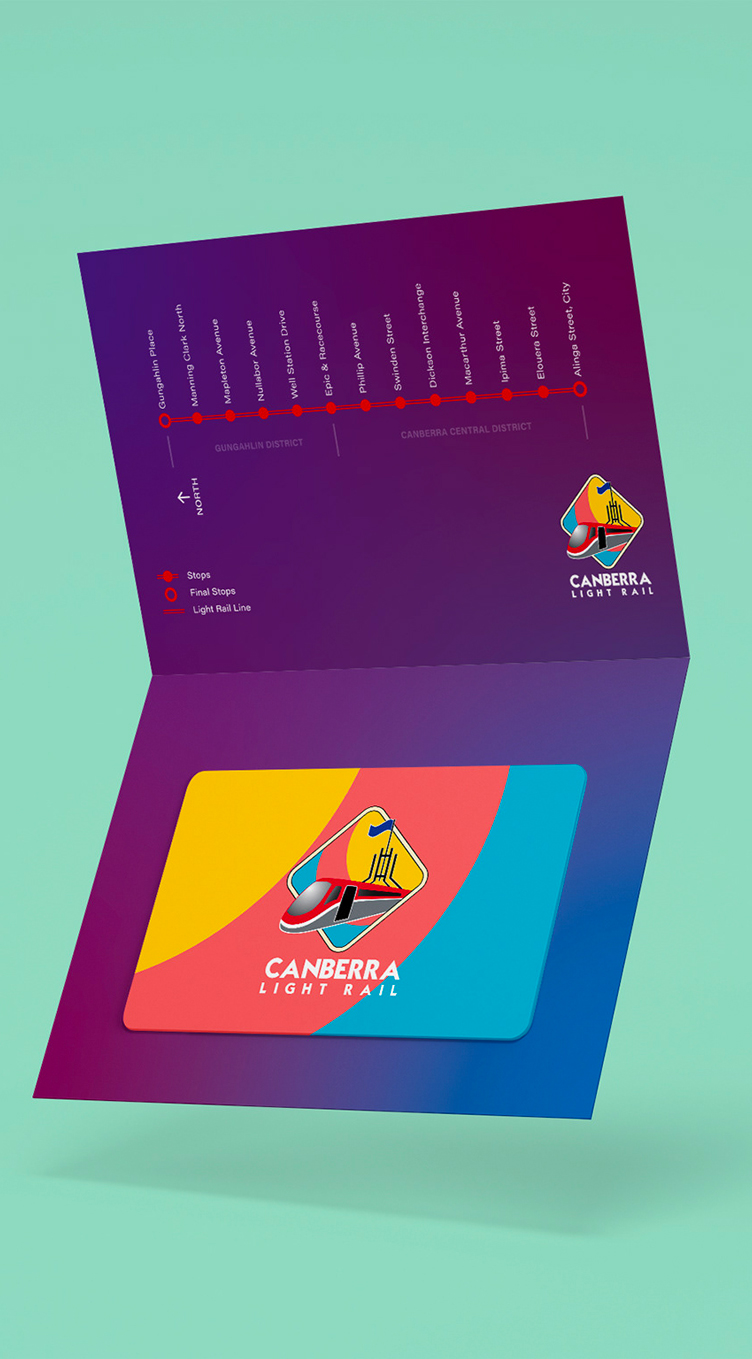 Gungahlin Place
Manning Clark North
Mapleton Avenue
Nullabor Avenue
Well Station Drive
Epic & Racecourse
Phillip Avenue
Swinden Street
Dickson Interchange
Macarthur Avenue
Ipima Street
Elouera Street
Alinga Street, City
GUNGAHLIN DISTRICT
CANBERRA CENTRAL DISTRICT
NORTH
Stops
Final Stops
Light Rail Line
CANBERRA
LIGHT RAIL
CANBERRA
LIGHT RAIL